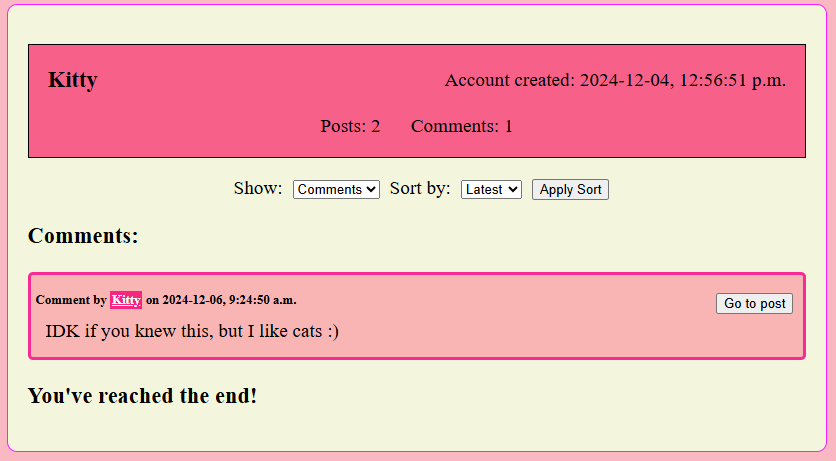 Kitty
Account created: 2024-12-04, 12:56:51 p.m.
Posts: 2 Comments: 1
Show: Comments Sort by: Latest Apply Sort
Comments:
Comment by Kitty on 2024-12-06, 9:24:50 a.m.
Go to post
IDK if you knew this, but I like cats :)
You've reached the end!